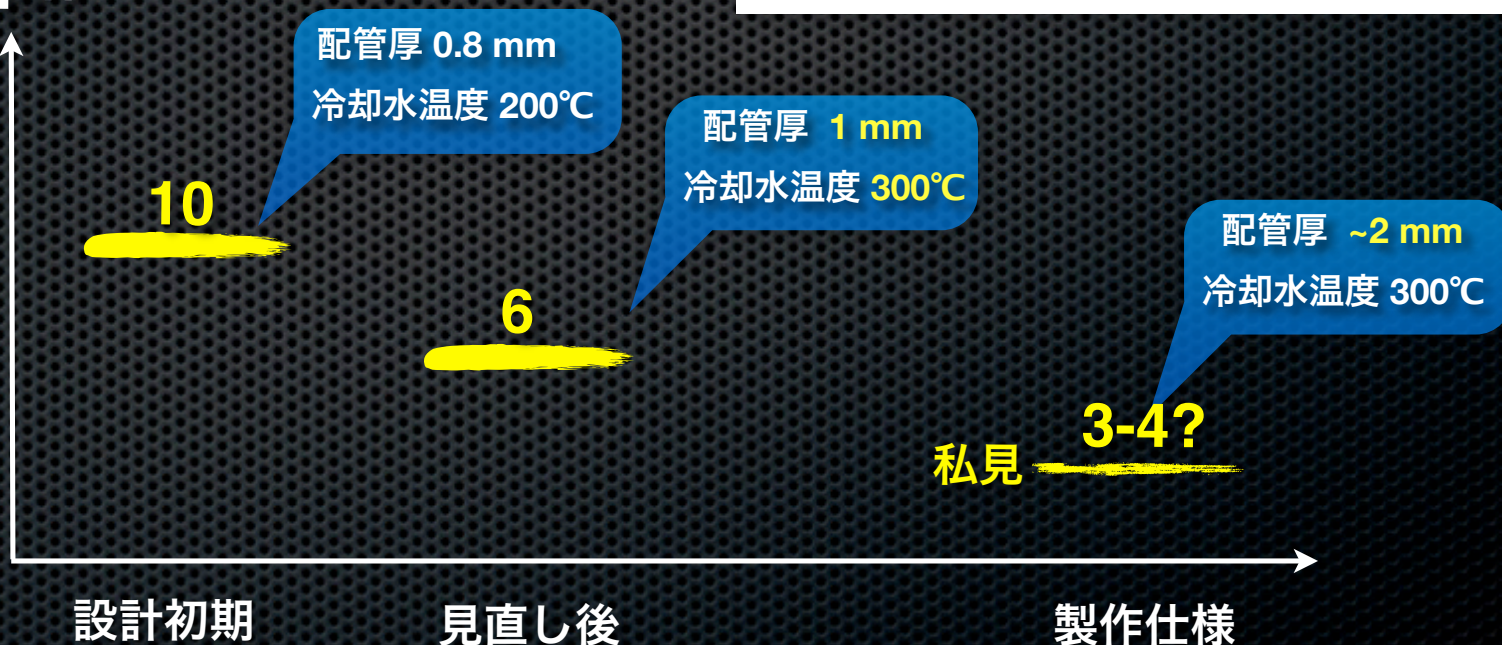 配管厚 0.8 mm
冷却水温度 200℃
10
配管厚 1 mm
冷却水温度 300℃
6
配管厚 ~2 mm
冷却水温度 300℃
3-4?
私見
設計初期
見直し後
製作仕様